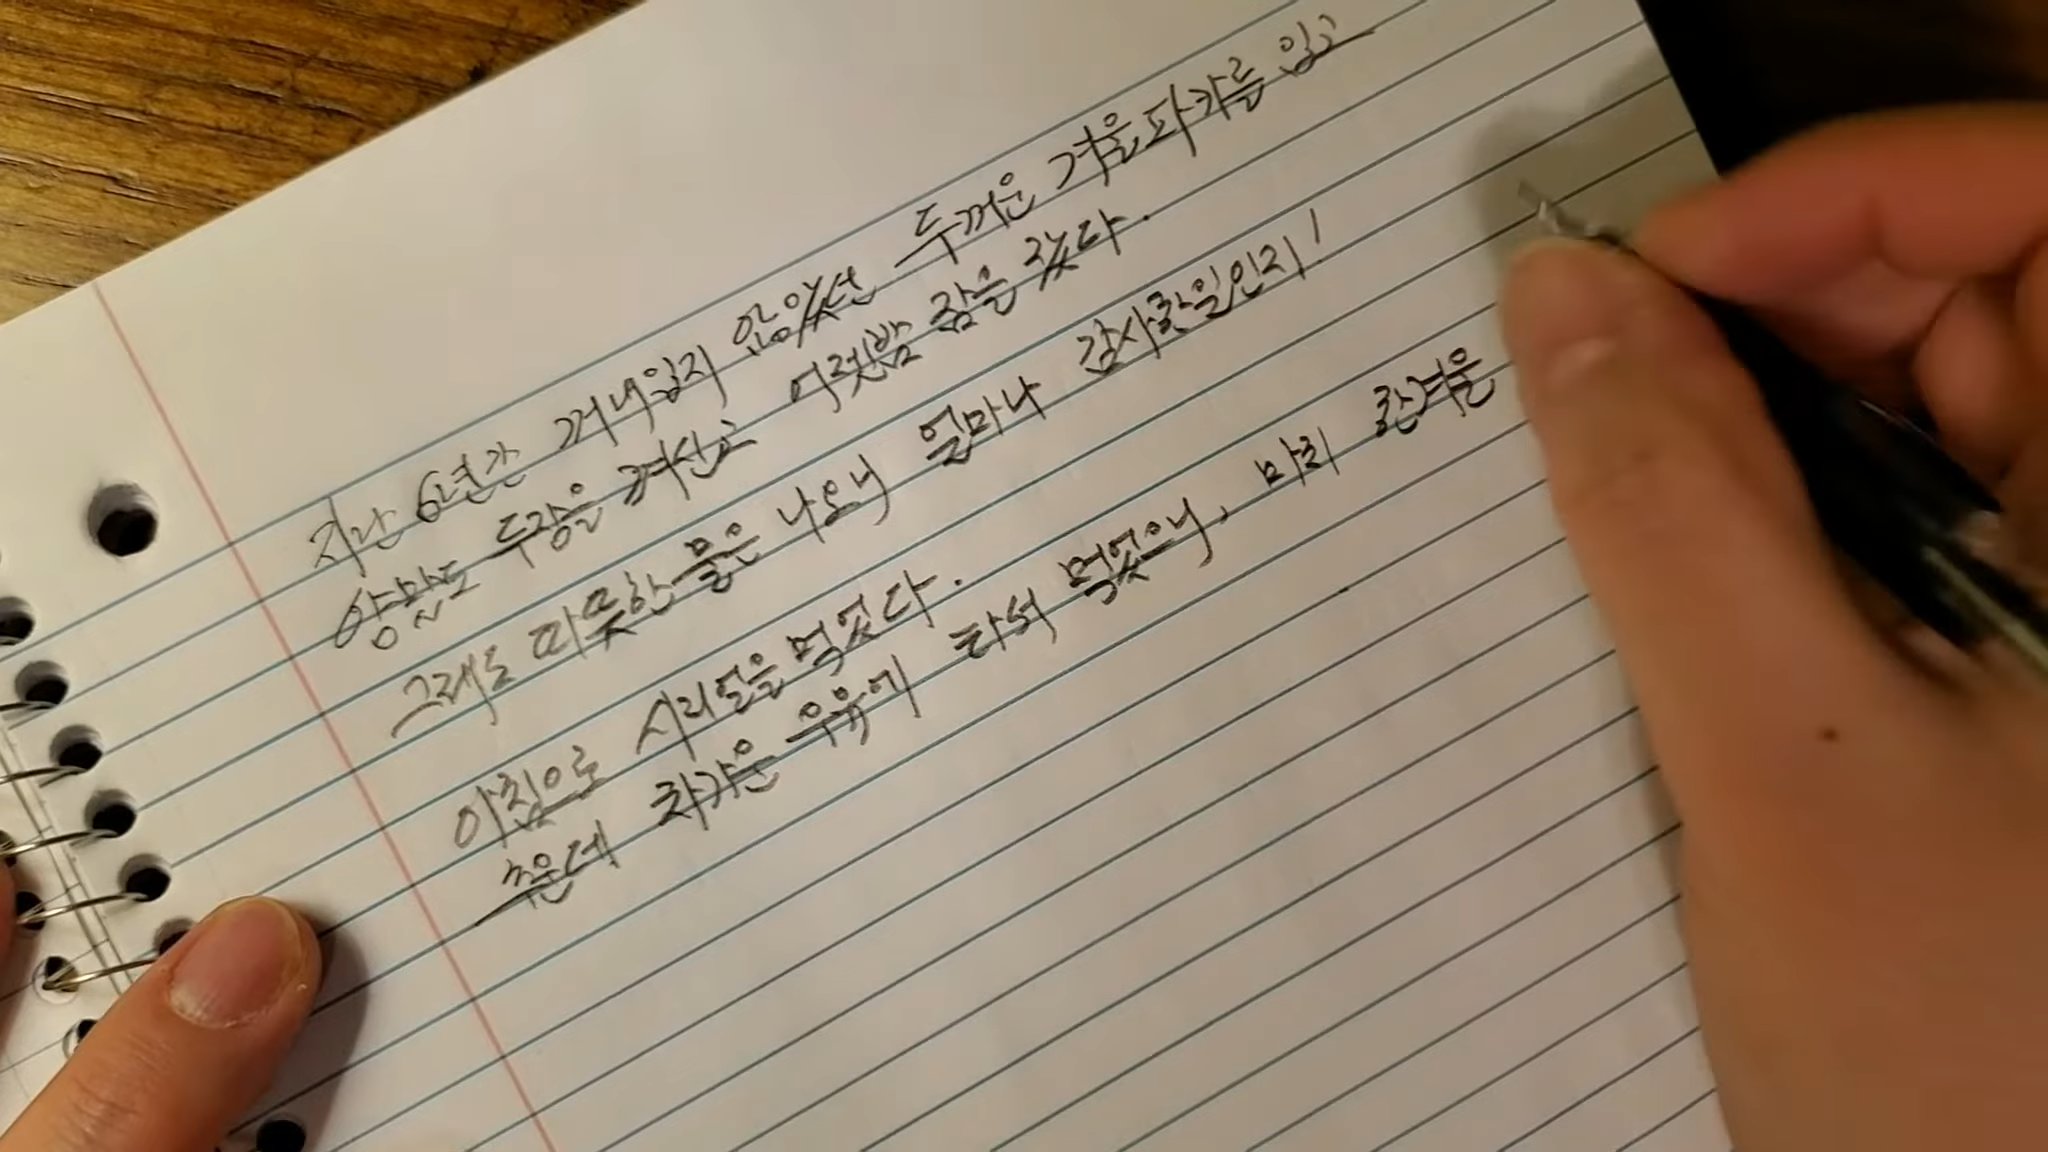 지난 6년간 꺼내입지 않았던 두꺼운 겨울파카를 입고
양말도 두장을 껴신고 어젯밤 잠을 잤다.
그래도 따뜻한 물은 나오니 얼마나 감사한일인지!
아침으로 시리얼을 먹었다.
추운데 차가운 우유에 타서 먹었으니, 마치 한겨울